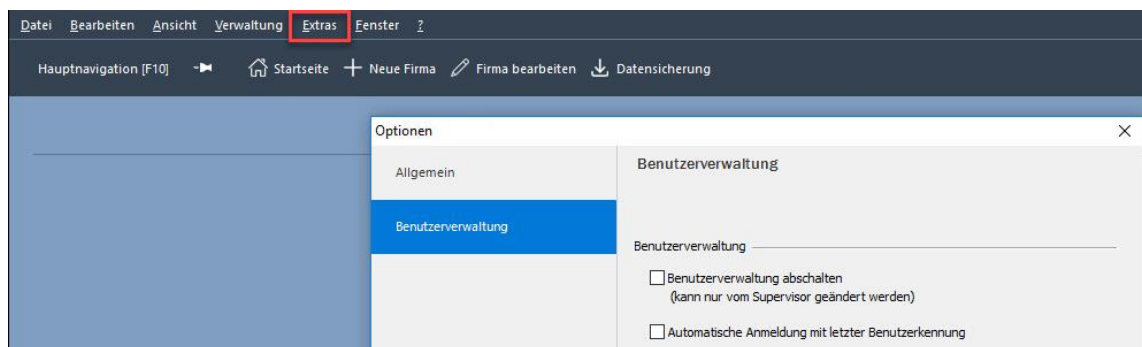 Datei Bearbeiten Ansicht Verwaltung Extras Fenster ?
Hauptnavigation [F10] Startseite Neue Firma Firma bearbeiten Datensicherung
Optionen
Allgemein
Benutzerverwaltung
Benutzerverwaltung
Benutzerverwaltung
Benutzerverwaltung abschalten
(kann nur vom Supervisor geändert werden)
Automatische Anmeldung mit letzter Benutzerkennung